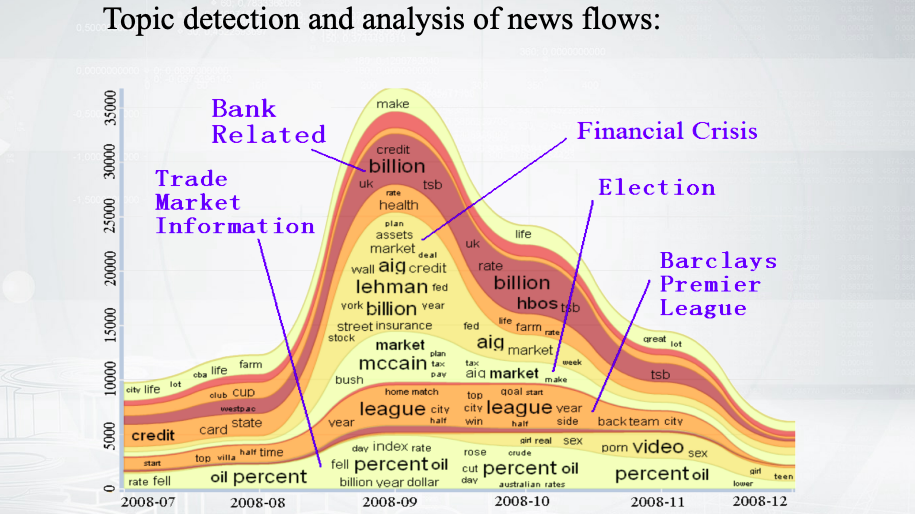 Topic detection and analysis of news flows:
Bank
Related
Financial Crisis
Trade
Market
Information
Election
Barclays
Premier
League
35000
30000
25000
20000
15000
10000
5000
0
make
credit
billion
uk tsb
rate
health
plan
assets
market deal
wall aig credit
lehman fed
york billion year
street insurance
stock
market
plan
mccain tax
pay
bush
home match
league city
year half
day index rate
fell percent oil
billion year dollar
life
uk
rate
billion
hbos tsb
life farm rate
fed
aig market
week
tax
aig market
make
goal start
top
city league year
win half side
girl real sex
rose crude
cut percent oil
day
australian rates
great lot
tsb
back team city
porn video sex
percent oil
girl
teen
lower
city life lot cba life farm
club cup
westpac
credit card state
start top villa half time
rate fell oil percent
2008-07 2008-08 2008-09 2008-10 2008-11 2008-12